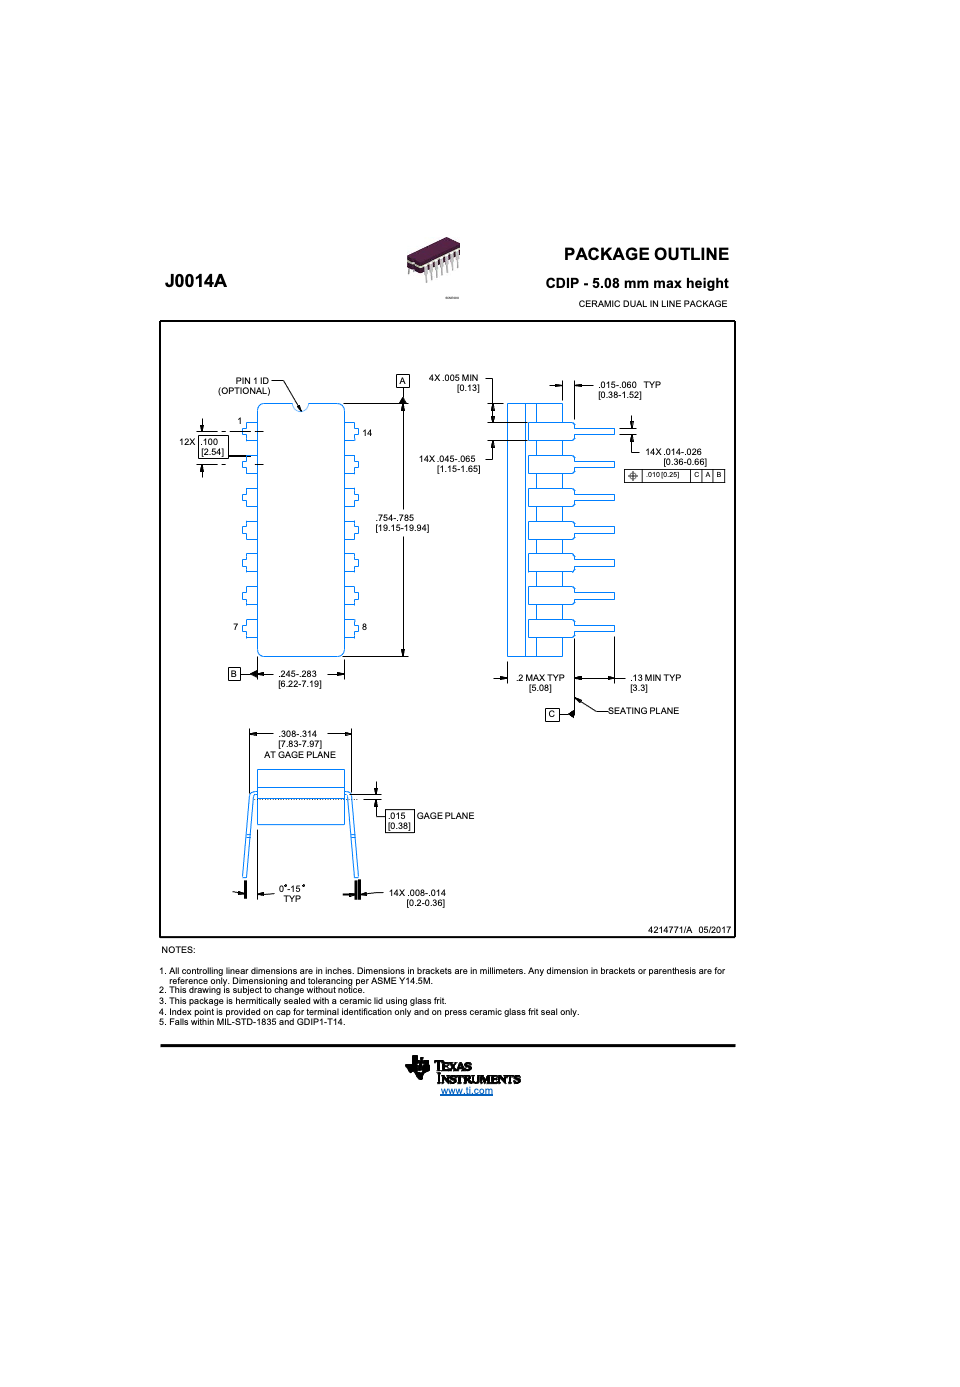 PACKAGE OUTLINE
J0014A
CDIP - 5.08 mm max height
CERAMIC DUAL IN LINE PACKAGE
PIN 1 ID
(OPTIONAL)
A
4X .005 MIN
[0.13]
.015-.060 TYP
[0.38-1.52]
1
14
12X .100
[2.54]
14X .045-.065
[1.15-1.65]
14X .014-.026
[0.36-0.66]
.010 [0.25] C A B
.754-.785
[19.15-19.94]
7
8
B
.245-.283
[6.22-7.19]
.2 MAX TYP
[5.08]
.13 MIN TYP
[3.3]
C
SEATING PLANE
.308-.314
[7.83-7.97]
AT GAGE PLANE
.015 GAGE PLANE
[0.38]
0°-15°
TYP
14X .008-.014
[0.2-0.36]
4214771/A 05/2017
NOTES:
1. All controlling linear dimensions are in inches. Dimensions in brackets are in millimeters. Any dimension in brackets or parenthesis are for
reference only. Dimensioning and tolerancing per ASME Y14.5M.
2. This drawing is subject to change without notice.
3. This package is hermitically sealed with a ceramic lid using glass frit.
4. Index point is provided on cap for terminal identification only and on press ceramic glass frit seal only.
5. Falls within MIL-STD-1835 and GDIP1-T14.
TEXAS
INSTRUMENTS
www.ti.com